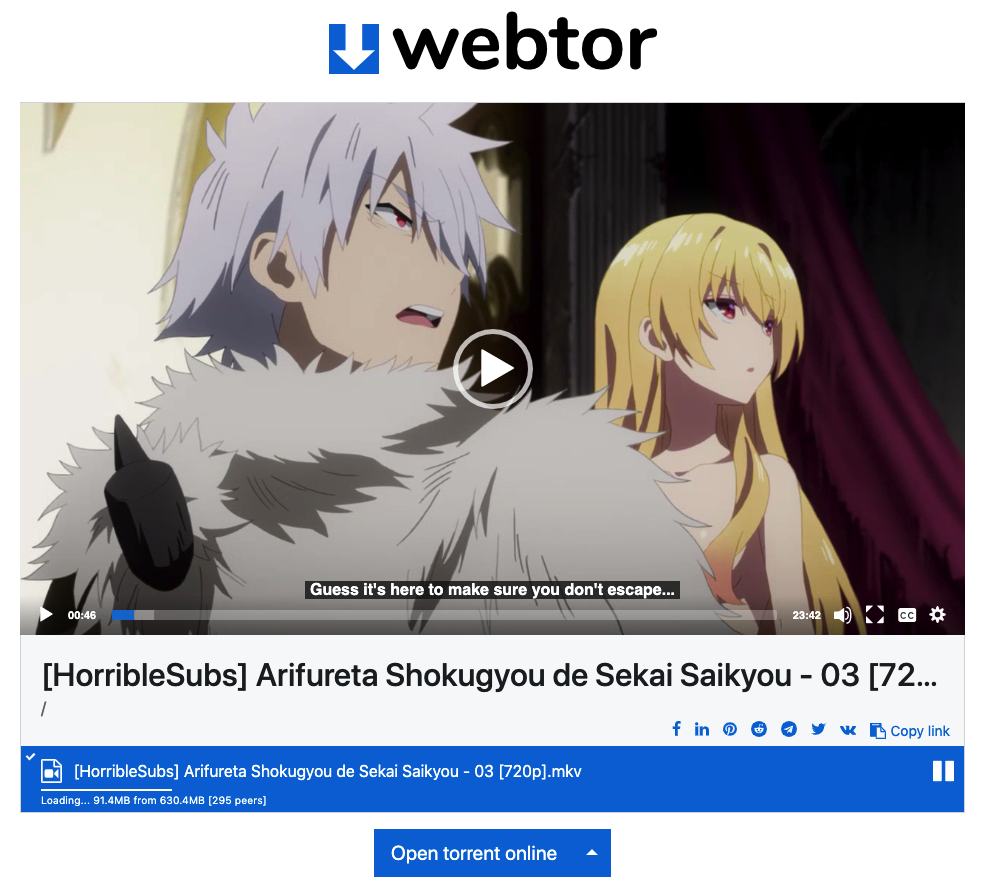 webtor
Guess it's here to make sure you don't escape...
00:46
23:42
CC
[HorribleSubs] Arifureta Shokugyou de Sekai Saikyou - 03 [72...
/
Copy link
[HorribleSubs] Arifureta Shokugyou de Sekai Saikyou - 03 [720p].mkv
Loading... 91.4MB from 630.4MB [295 peers]
Open torrent online